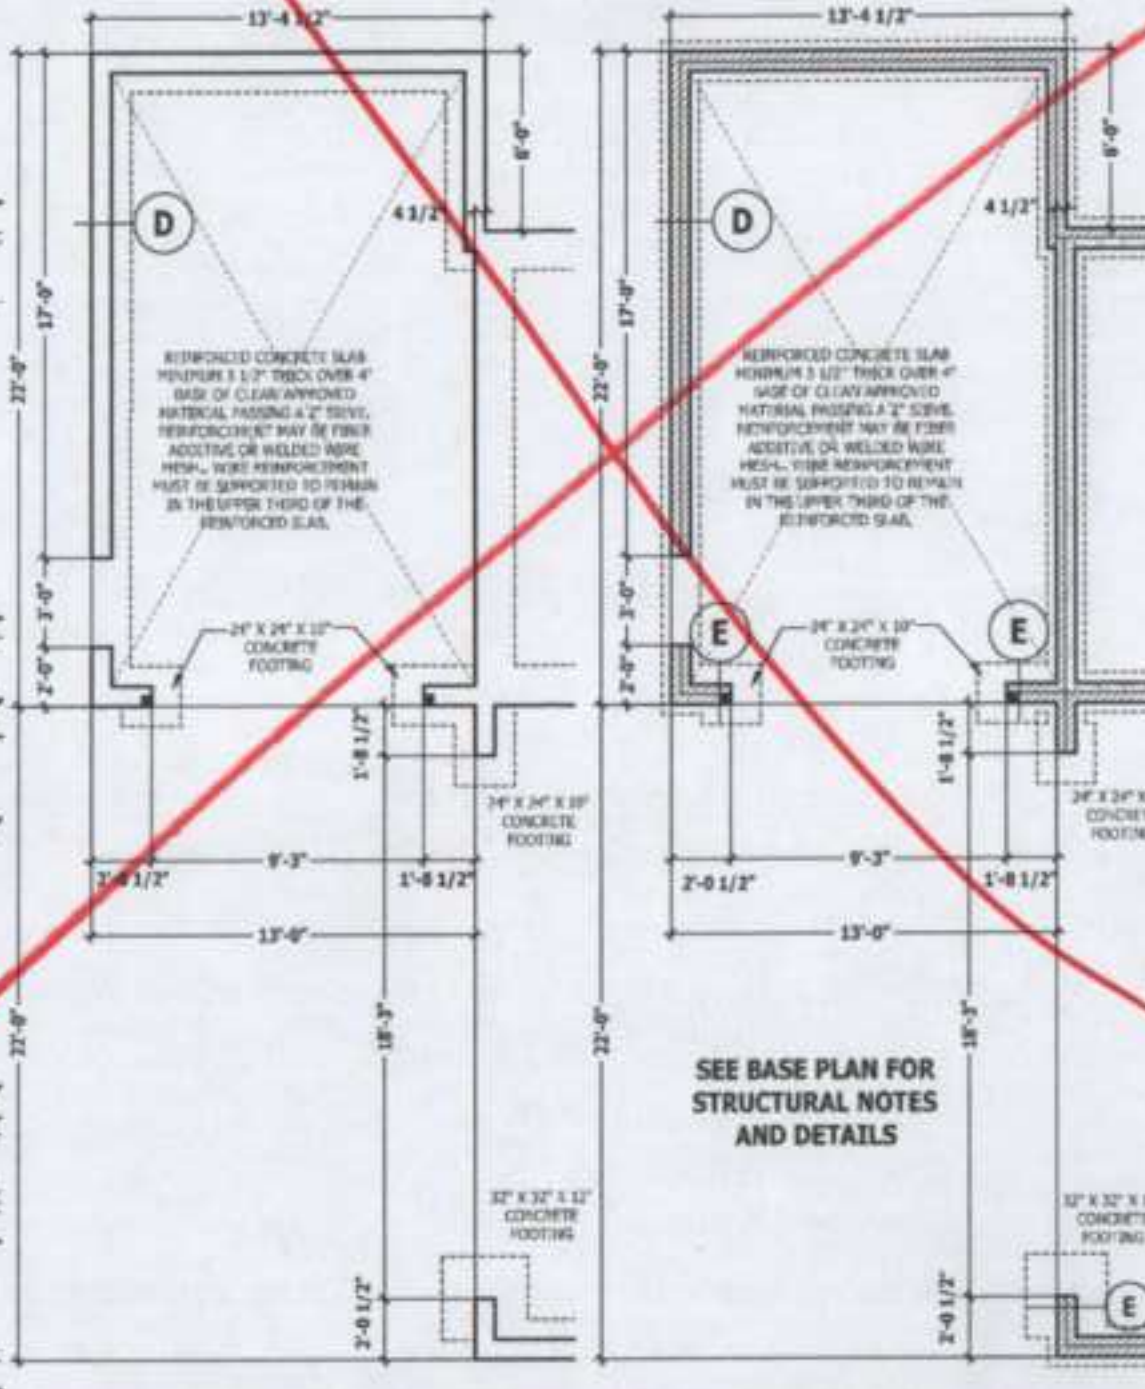 13'-4 1/2"
6'-0"
D
4 1/2"
17'-0"
22'-0"
REINFORCED CONCRETE SLAB
MINIMUM 3 1/2" THICK OVER 4"
BASE OF CLEAN APPROVED
MATERIAL PASSING A 2" SIEVE.
REINFORCEMENT MAY BE FIBER
ADDITIVE OR WELDED WIRE
MESH. WIRE REINFORCEMENT
MUST BE SUPPORTED TO REMAIN
IN THE UPPER THIRD OF THE
REINFORCED SLAB.
3'-0"
2'-0"
24" X 24" X 10"
CONCRETE
FOOTING
1'-8 1/2"
24" X 24" X 10"
CONCRETE
FOOTING
9'-3"
1'-8 1/2"
13'-0"
22'-0"
18'-3"
32" X 32" X 12"
CONCRETE
FOOTING
2'-0 1/2"
13'-4 1/2"
6'-0"
D
4 1/2"
17'-0"
22'-0"
REINFORCED CONCRETE SLAB
MINIMUM 3 1/2" THICK OVER 4"
BASE OF CLEAN APPROVED
MATERIAL PASSING A 2" SIEVE.
REINFORCEMENT MAY BE FIBER
ADDITIVE OR WELDED WIRE
MESH. WIRE REINFORCEMENT
MUST BE SUPPORTED TO REMAIN
IN THE UPPER THIRD OF THE
REINFORCED SLAB.
3'-0"
E
E
2'-0"
24" X 24" X 10"
CONCRETE
FOOTING
1'-8 1/2"
24" X 24" X
9'-3"
2'-0 1/2"
1'-8 1/2"
13'-0"
22'-0"
18'-3"
SEE BASE PLAN FOR
STRUCTURAL NOTES
AND DETAILS
32" X 32" X
CONCRETE
FOOTING
2'-0 1/2"
E